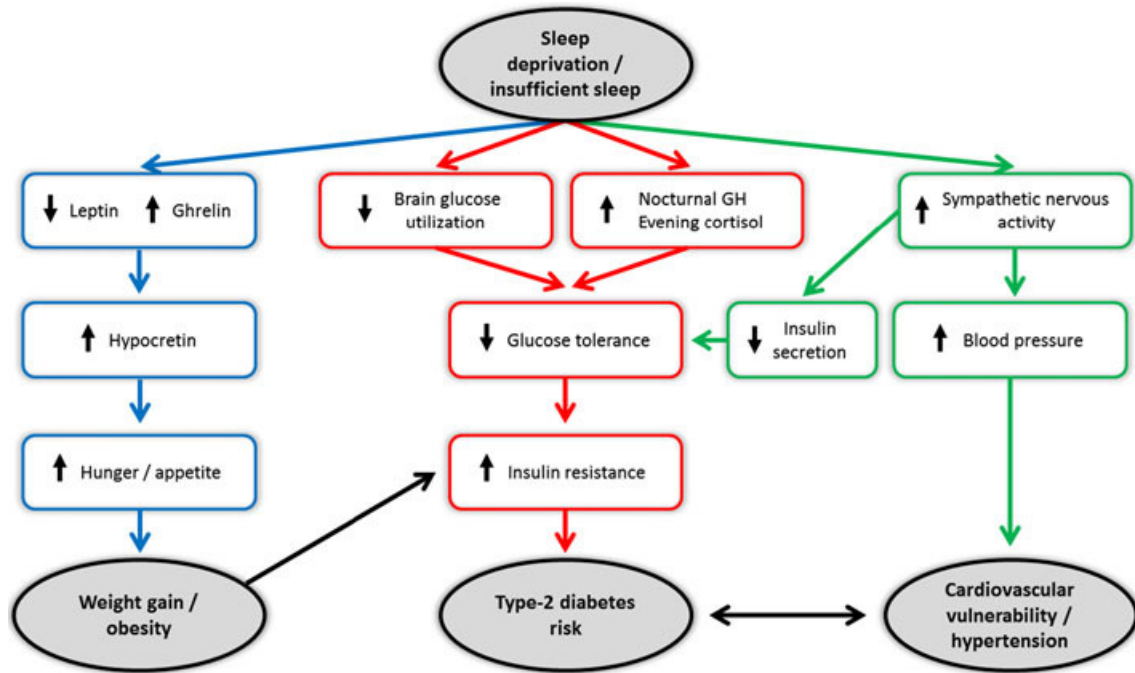 Sleep
deprivation /
insufficient sleep
Leptin
Ghrelin
Brain glucose
utilization
Nocturnal GH
Evening cortisol
Sympathetic nervous
activity
Hypocretin
Glucose tolerance
Insulin
secretion
Blood pressure
Hunger / appetite
Insulin resistance
Weight gain /
obesity
Type-2 diabetes
risk
Cardiovascular
vulnerability /
hypertension